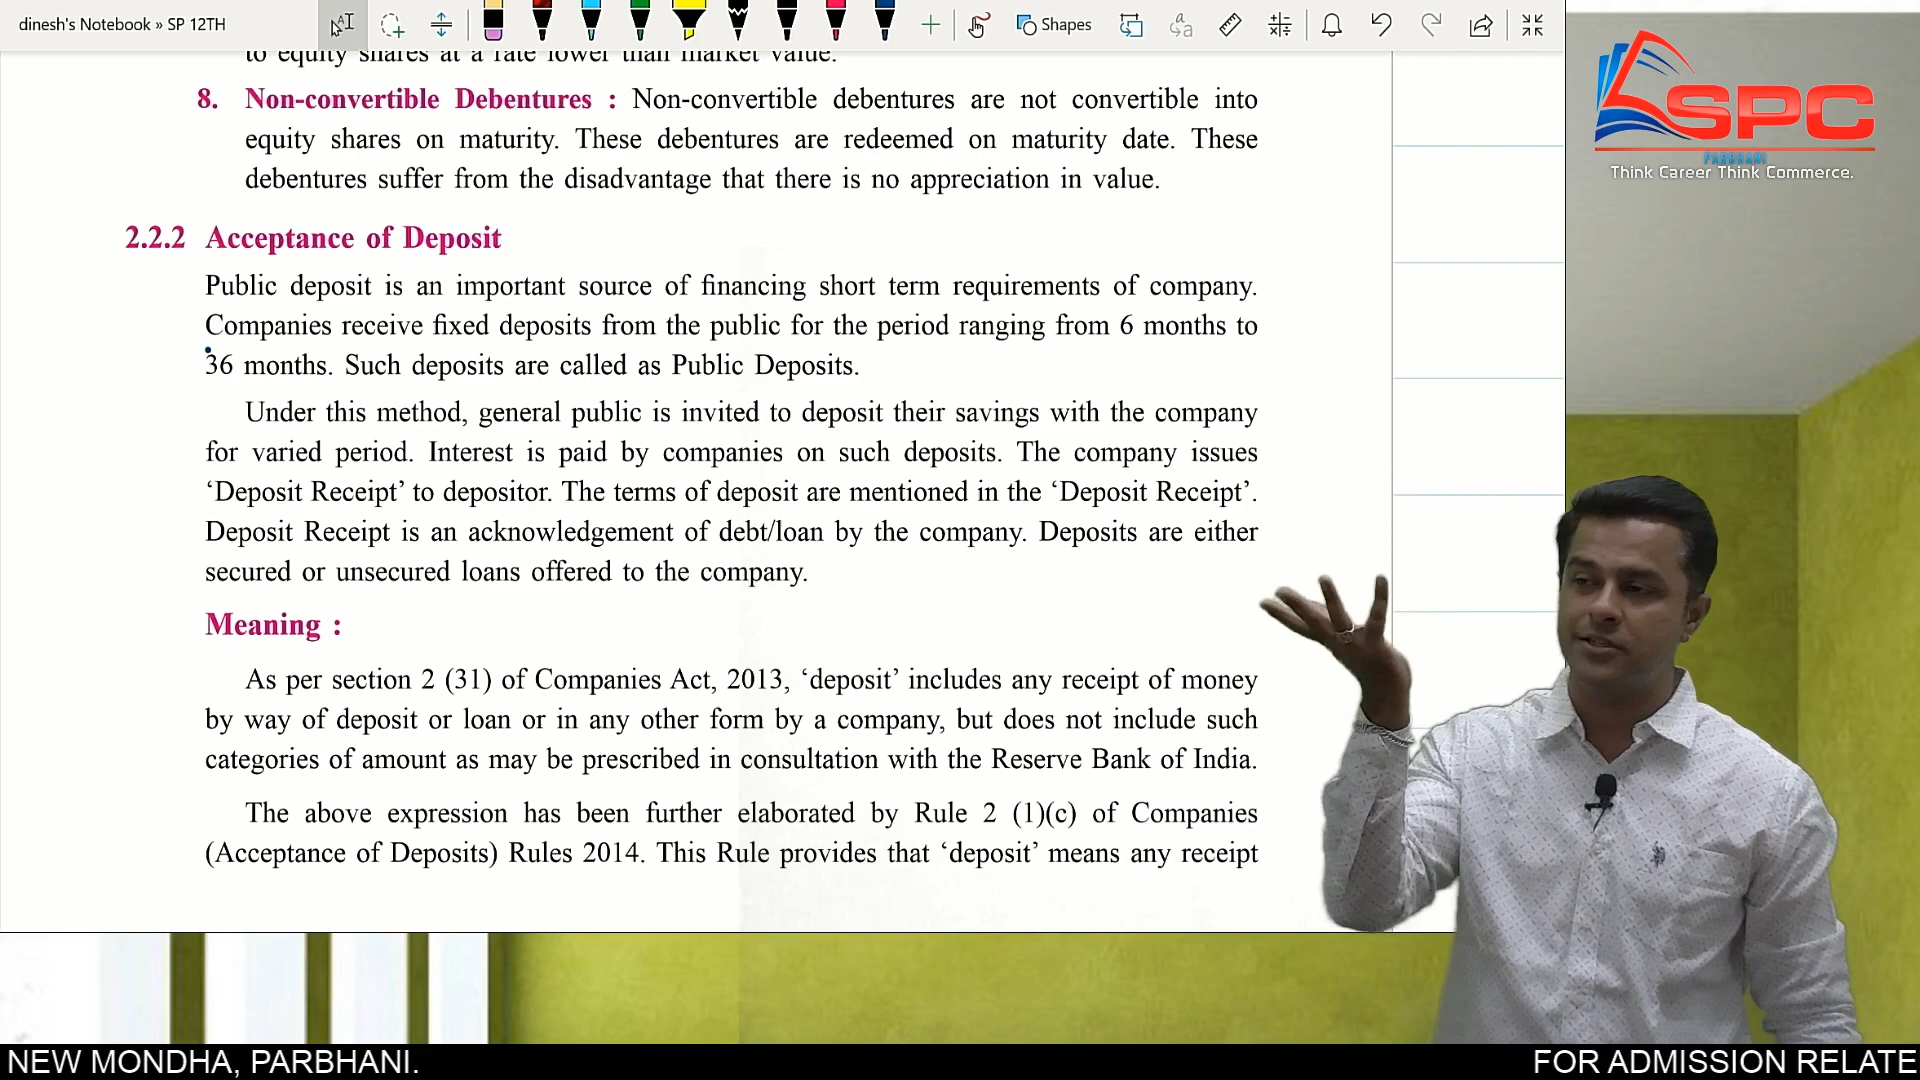 dinesh's Notebook » SP 12TH
Shapes
to equity shares at a rate lower than market value.
8. Non-convertible Debentures : Non-convertible debentures are not convertible into
equity shares on maturity. These debentures are redeemed on maturity date. These
debentures suffer from the disadvantage that there is no appreciation in value.
2.2.2 Acceptance of Deposit
Public deposit is an important source of financing short term requirements of company.
Companies receive fixed deposits from the public for the period ranging from 6 months to
36 months. Such deposits are called as Public Deposits.
Under this method, general public is invited to deposit their savings with the company
for varied period. Interest is paid by companies on such deposits. The company issues
‘Deposit Receipt’ to depositor. The terms of deposit are mentioned in the ‘Deposit Receipt’.
Deposit Receipt is an acknowledgement of debt/loan by the company. Deposits are either
secured or unsecured loans offered to the company.
Meaning :
As per section 2 (31) of Companies Act, 2013, ‘deposit’ includes any receipt of money
by way of deposit or loan or in any other form by a company, but does not include such
categories of amount as may be prescribed in consultation with the Reserve Bank of India.
The above expression has been further elaborated by Rule 2 (1)(c) of Companies
(Acceptance of Deposits) Rules 2014. This Rule provides that ‘deposit’ means any receipt
SPC
PARBHANI
Think Career Think Commerce.
NEW MONDHA, PARBHANI.
FOR ADMISSION RELATE